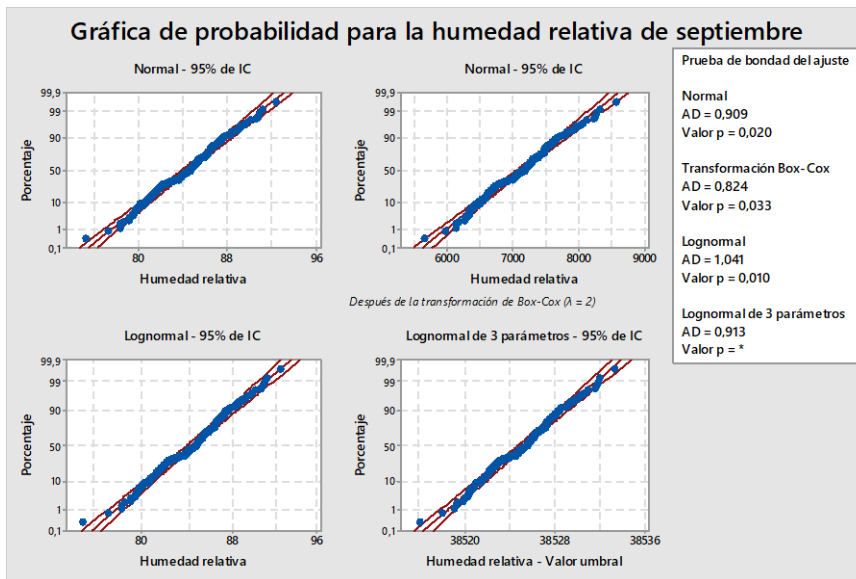 Gráfica de probabilidad para la humedad relativa de septiembre
Normal - 95% de IC
Porcentaje
99,9
99
90
50
10
1
0,1
80
88
96
Humedad relativa
Normal - 95% de IC
Porcentaje
99,9
99
90
50
10
1
0,1
6000
7000
8000
9000
Humedad relativa
Después de la transformación de Box-Cox (λ = 2)
Lognormal - 95% de IC
Porcentaje
99,9
99
90
50
10
1
0,1
80
88
96
Humedad relativa
Lognormal de 3 parámetros - 95% de IC
Porcentaje
99,9
99
90
50
10
1
0,1
38520
38528
38536
Humedad relativa - Valor umbral
Prueba de bondad del ajuste
Normal
AD = 0,909
Valor p = 0,020
Transformación Box-Cox
AD = 0,824
Valor p = 0,033
Lognormal
AD = 1,041
Valor p = 0,010
Lognormal de 3 parámetros
AD = 0,913
Valor p = *